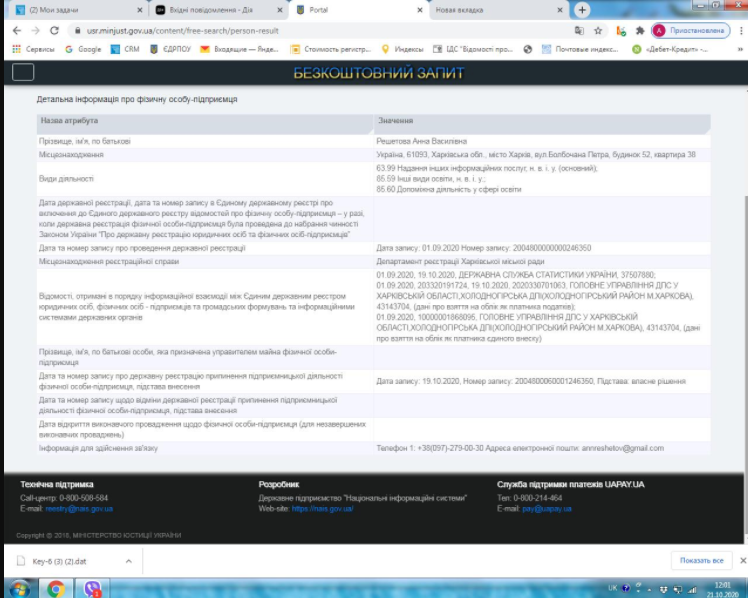 (2) Мои задачи
Вхідні повідомлення - Дія
Portal
Новая вкладка
usr.minjust.gov.ua/content/free-search/person-result
Приостановлена
Сервисы
Google
CRM
ЄДРПОУ
Входящие — Янде...
Стоимость регистр...
Индексы
ІДС "Відомості про...
Почтовые индекс...
«Дебет-Кредит» -...
БЕЗКОШТОВНИЙ ЗАПИТ
Детальна інформація про фізичну особу-підприємця
Назва атрибута
Значення
Прізвище, ім'я, по батькові
Решетова Анна Василівна
Місцезнаходження
Україна, 61093, Харківська обл., місто Харків, вул.Болбочана Петра, будинок 52, квартира 38
Види діяльності
63.99 Надання інших інформаційних послуг, н. в. і. у. (основний);
85.59 Інші види освіти, н. в. і. у.;
85.60 Допоміжна діяльність у сфері освіти
Дата державної реєстрації, дата та номер запису в Єдиному державному реєстрі про
включення до Єдиного державного реєстру відомостей про фізичну особу-підприємця – у разі,
коли державна реєстрація фізичної особи-підприємця була проведена до набрання чинності
Законом України "Про державну реєстрацію юридичних осіб та фізичних осіб-підприємців"
Дата та номер запису про проведення державної реєстрації
Дата запису: 01.09.2020 Номер запису: 2004800000000246350
Місцезнаходження реєстраційної справи
Департамент реєстрації Харківської міської ради
Відомості, отримані в порядку інформаційної взаємодії між Єдиним державним реєстром
юридичних осіб, фізичних осіб - підприємців та громадських формувань та інформаційними
системами державних органів
01.09.2020, 19.10.2020, ДЕРЖАВНА СЛУЖБА СТАТИСТИКИ УКРАЇНИ, 37507880;
01.09.2020, 203320191724, 19.10.2020, 2020330701063, ГОЛОВНЕ УПРАВЛІННЯ ДПС У
ХАРКІВСЬКІЙ ОБЛАСТІ,ХОЛОДНОГІРСЬКА ДПІ(ХОЛОДНОГІРСЬКИЙ РАЙОН М.ХАРКОВА),
43143704, (дані про взяття на облік як платника податків);
01.09.2020, 10000001868095, ГОЛОВНЕ УПРАВЛІННЯ ДПС У ХАРКІВСЬКІЙ
ОБЛАСТІ,ХОЛОДНОГІРСЬКА ДПІ(ХОЛОДНОГІРСЬКИЙ РАЙОН М.ХАРКОВА), 43143704, (дані
про взяття на облік як платника єдиного внеску)
Прізвище, ім'я, по батькові особи, яка призначена управителем майна фізичної особи-
підприємця
Дата та номер запису про державну реєстрацію припинення підприємницької діяльності
фізичної особи-підприємця, підстава внесення
Дата запису: 19.10.2020, Номер запису: 2004800060001246350, Підстава: власне рішення
Дата та номер запису щодо відміни державної реєстрації припинення підприємницької
діяльності фізичної особи-підприємця, підстава внесення
Дата відкриття виконавчого провадження щодо фізичної особи-підприємця (для незавершених
виконавчих проваджень)
Інформація для здійснення зв'язку
Телефон 1: +38(097)-279-00-30 Адреса електронної пошти: annreshetov@gmail.com
Технічна підтримка
Call-центр: 0-800-508-584
E-mail: reestry@nais.gov.ua
Розробник
Державне підприємство "Національні інформаційні системи"
Web-site: https://nais.gov.ua/
Служба підтримки платежів UAPAY.UA
Тел: 0-800-214-464
E-mail: pay@uapay.ua
Copyright © 2018, МІНІСТЕРСТВО ЮСТИЦІЇ УКРАЇНИ
Key-6 (3) (2).dat
Показать все
UK
12:01
21.10.2020